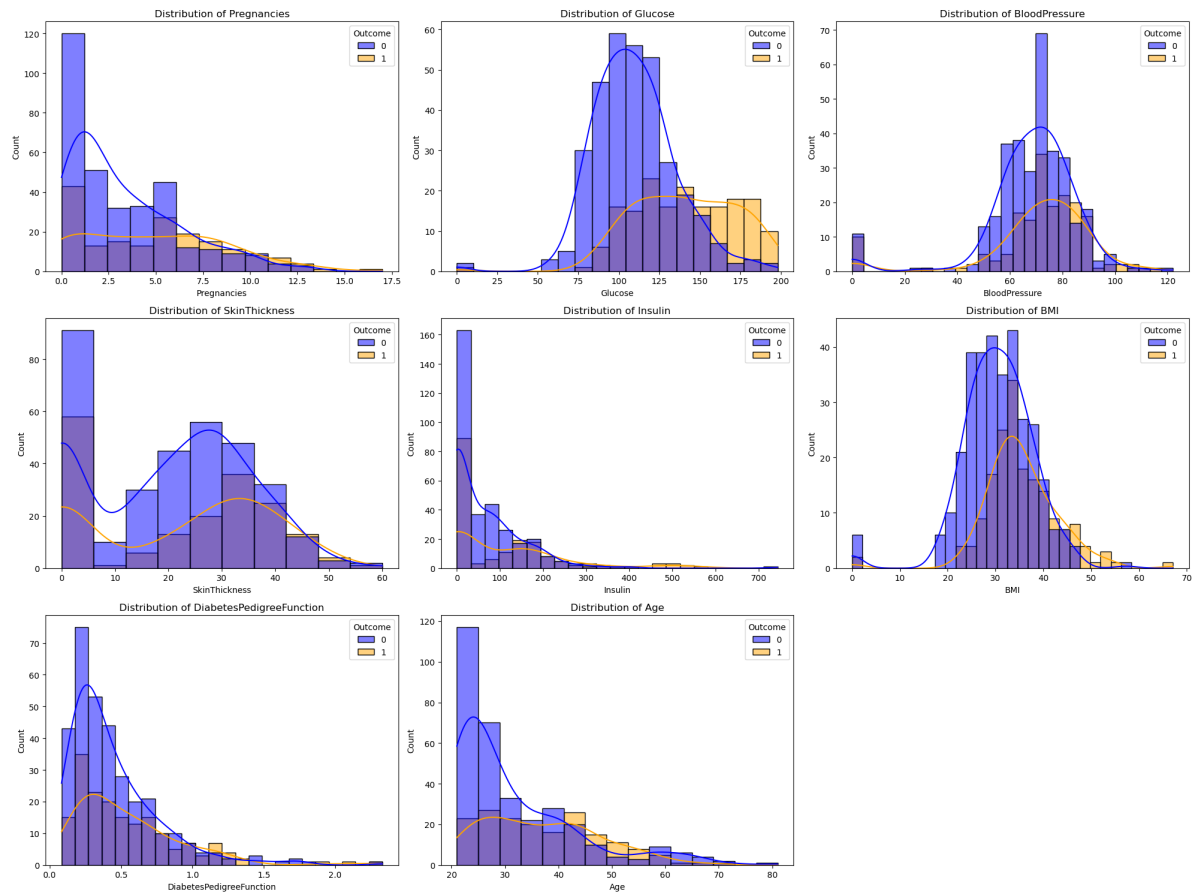 Distribution of Pregnancies
Outcome
0
1
Count
0
20
40
60
80
100
120
0.0 2.5 5.0 7.5 10.0 12.5 15.0 17.5
Pregnancies
Distribution of Glucose
Outcome
0
1
Count
0
10
20
30
40
50
60
0 25 50 75 100 125 150 175 200
Glucose
Distribution of BloodPressure
Outcome
0
1
Count
0
10
20
30
40
50
60
70
0 20 40 60 80 100 120
BloodPressure
Distribution of SkinThickness
Outcome
0
1
Count
0
20
40
60
80
0 10 20 30 40 50 60
SkinThickness
Distribution of Insulin
Outcome
0
1
Count
0
20
40
60
80
100
120
140
160
0 100 200 300 400 500 600 700
Insulin
Distribution of BMI
Outcome
0
1
Count
0
10
20
30
40
0 10 20 30 40 50 60 70
BMI
Distribution of DiabetesPedigreeFunction
Outcome
0
1
Count
0
10
20
30
40
50
60
70
0.0 0.5 1.0 1.5 2.0
DiabetesPedigreeFunction
Distribution of Age
Outcome
0
1
Count
0
20
40
60
80
100
120
20 30 40 50 60 70 80
Age